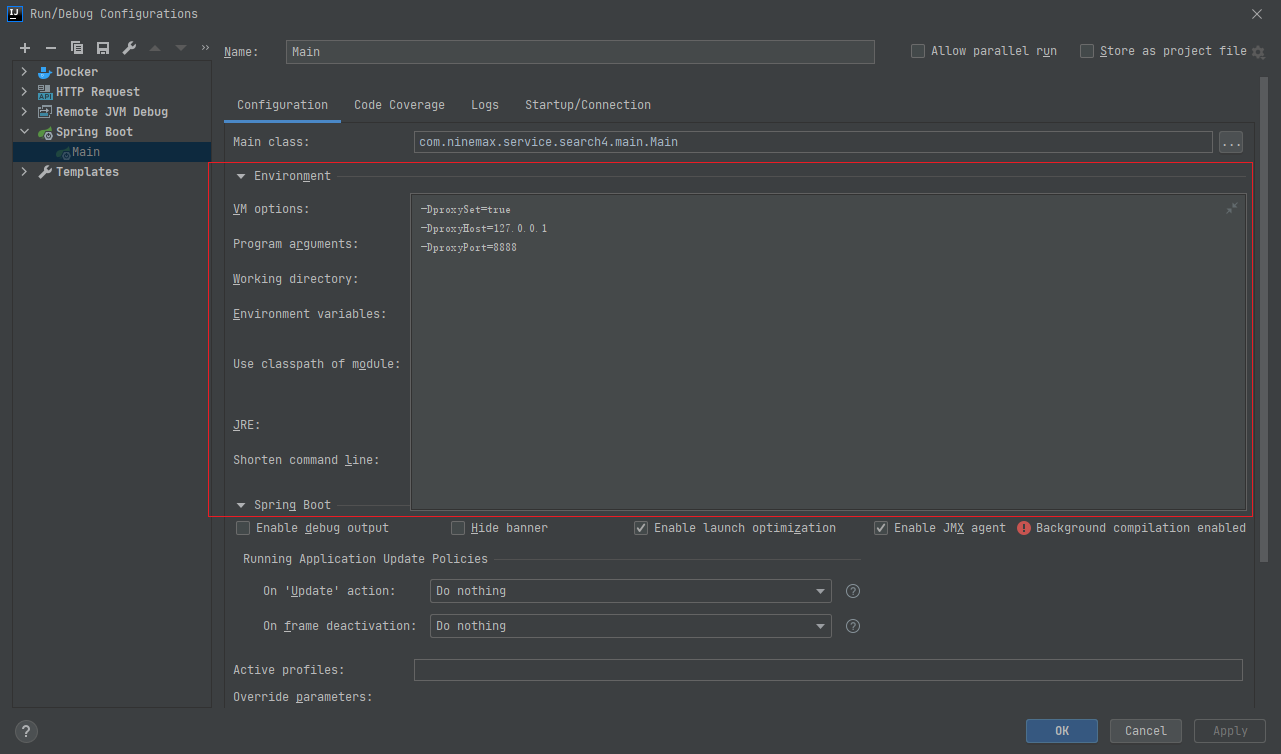 Run/Debug Configurations
Name: Main Allow parallel run Store as project file
Docker
HTTP Request
Remote JVM Debug
Spring Boot
Main
Templates
Configuration Code Coverage Logs Startup/Connection
Main class: com.ninemax.service.search4.main.Main ...
Environment
VM options: -DproxySet=true
-DproxyHost=127.0.0.1
-DproxyPort=8888
Program arguments:
Working directory:
Environment variables:
Use classpath of module:
JRE:
Shorten command line:
Spring Boot
Enable debug output Hide banner Enable launch optimization Enable JMX agent Background compilation enabled
Running Application Update Policies
On 'Update' action: Do nothing ?
On frame deactivation: Do nothing ?
Active profiles:
Override parameters:
? OK Cancel Apply